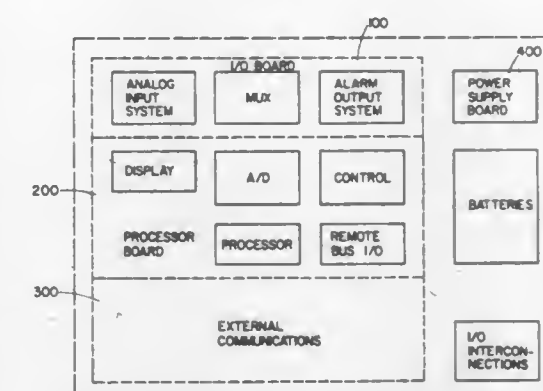 100
I/O BOARD
400
ANALOG
INPUT
SYSTEM
MUX
ALARM
OUTPUT
SYSTEM
POWER
SUPPLY
BOARD
200
DISPLAY
A/D
CONTROL
BATTERIES
PROCESSOR
BOARD
PROCESSOR
REMOTE
BUS I/O
300
EXTERNAL
COMMUNICATIONS
I/O
INTERCON-
NECTIONS